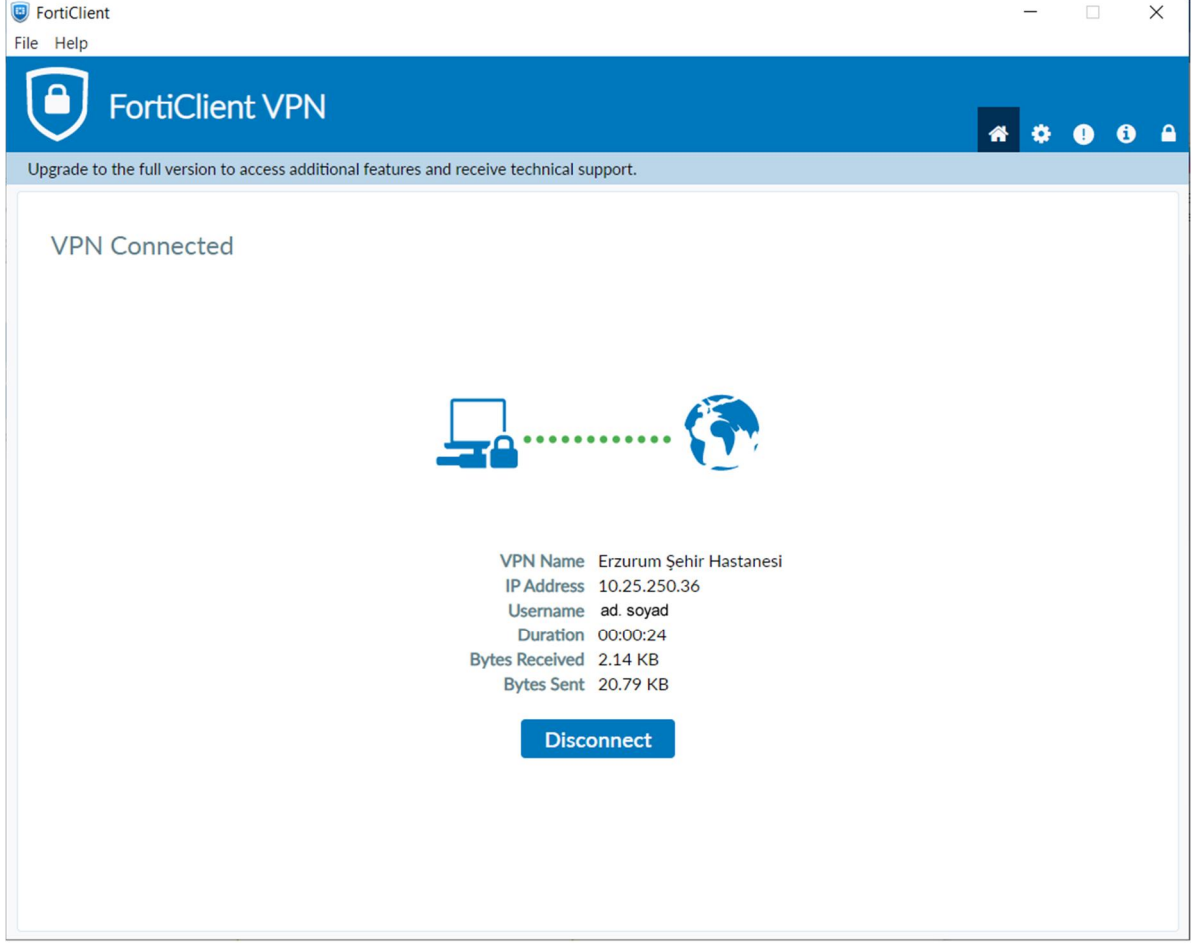 FortiClient
File Help
FortiClient VPN
Upgrade to the full version to access additional features and receive technical support.
VPN Connected
VPN Name Erzurum Şehir Hastanesi
IP Address 10.25.250.36
Username ad. soyad
Duration 00:00:24
Bytes Received 2.14 KB
Bytes Sent 20.79 KB
Disconnect